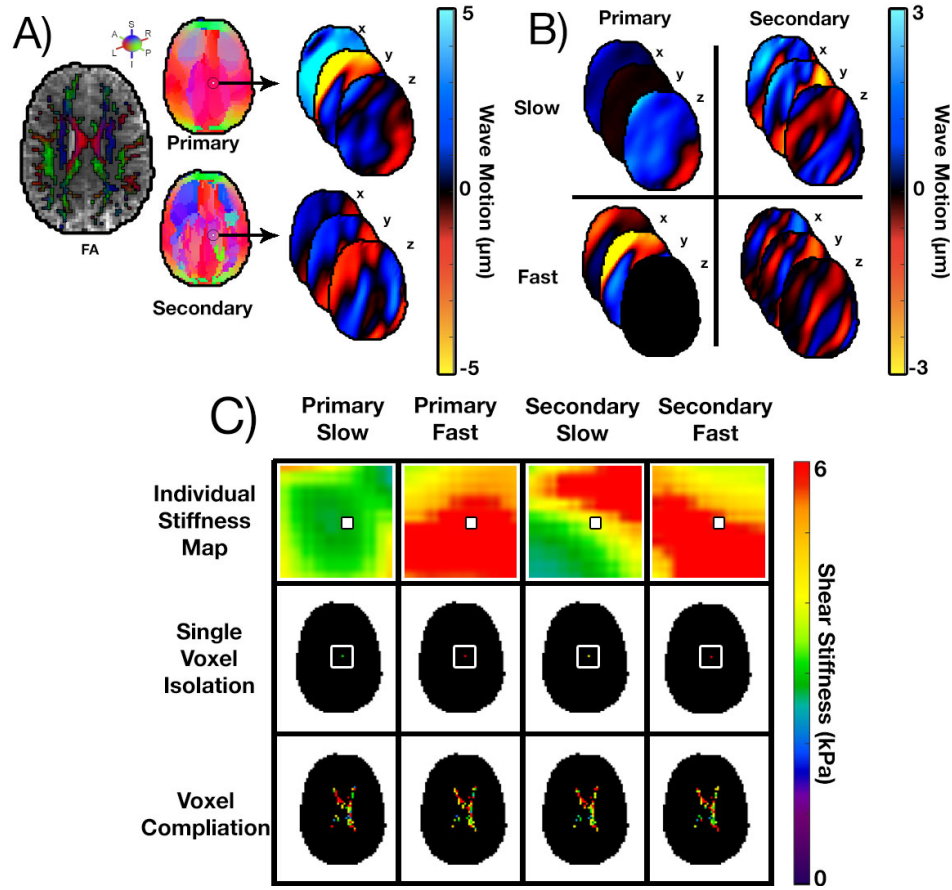 A)
S
A
R
L
P
I
FA
Primary
Secondary
x
y
z
x
y
z
5
0
-5
Wave Motion (µm)
B)
Primary
Secondary
Slow
Fast
x
y
z
x
y
z
x
y
z
x
y
z
3
0
-3
Wave Motion (µm)
C)
Primary
Slow
Primary
Fast
Secondary
Slow
Secondary
Fast
Individual
Stiffness
Map
Single
Voxel
Isolation
Voxel
Compliation
6
0
Shear Stiffness (kPa)